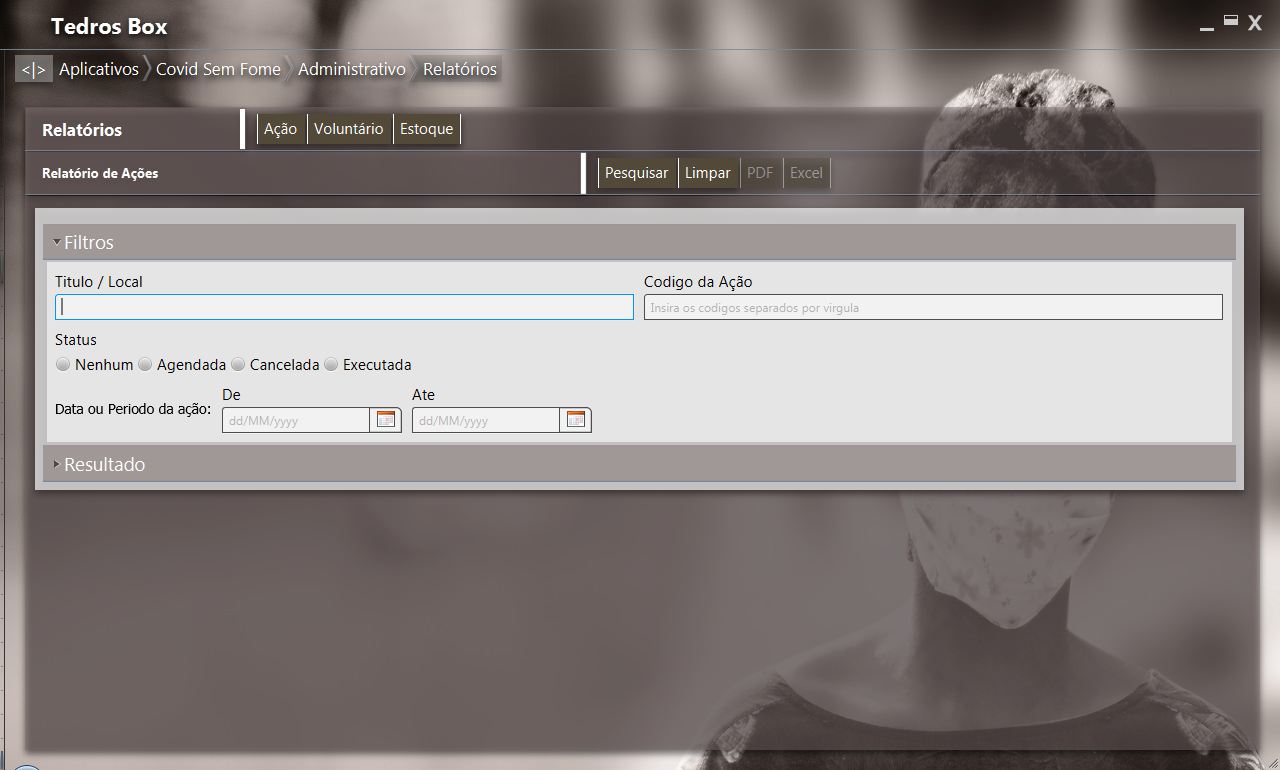 Tedros Box
<|> Aplicativos Covid Sem Fome Administrativo Relatórios
Relatórios Ação Voluntário Estoque
Relatório de Ações Pesquisar Limpar PDF Excel
Filtros
Titulo / Local Codigo da Ação
Insira os codigos separados por virgula
Status
Nenhum Agendada Cancelada Executada
De Ate
Data ou Periodo da ação: dd/MM/yyyy dd/MM/yyyy
Resultado